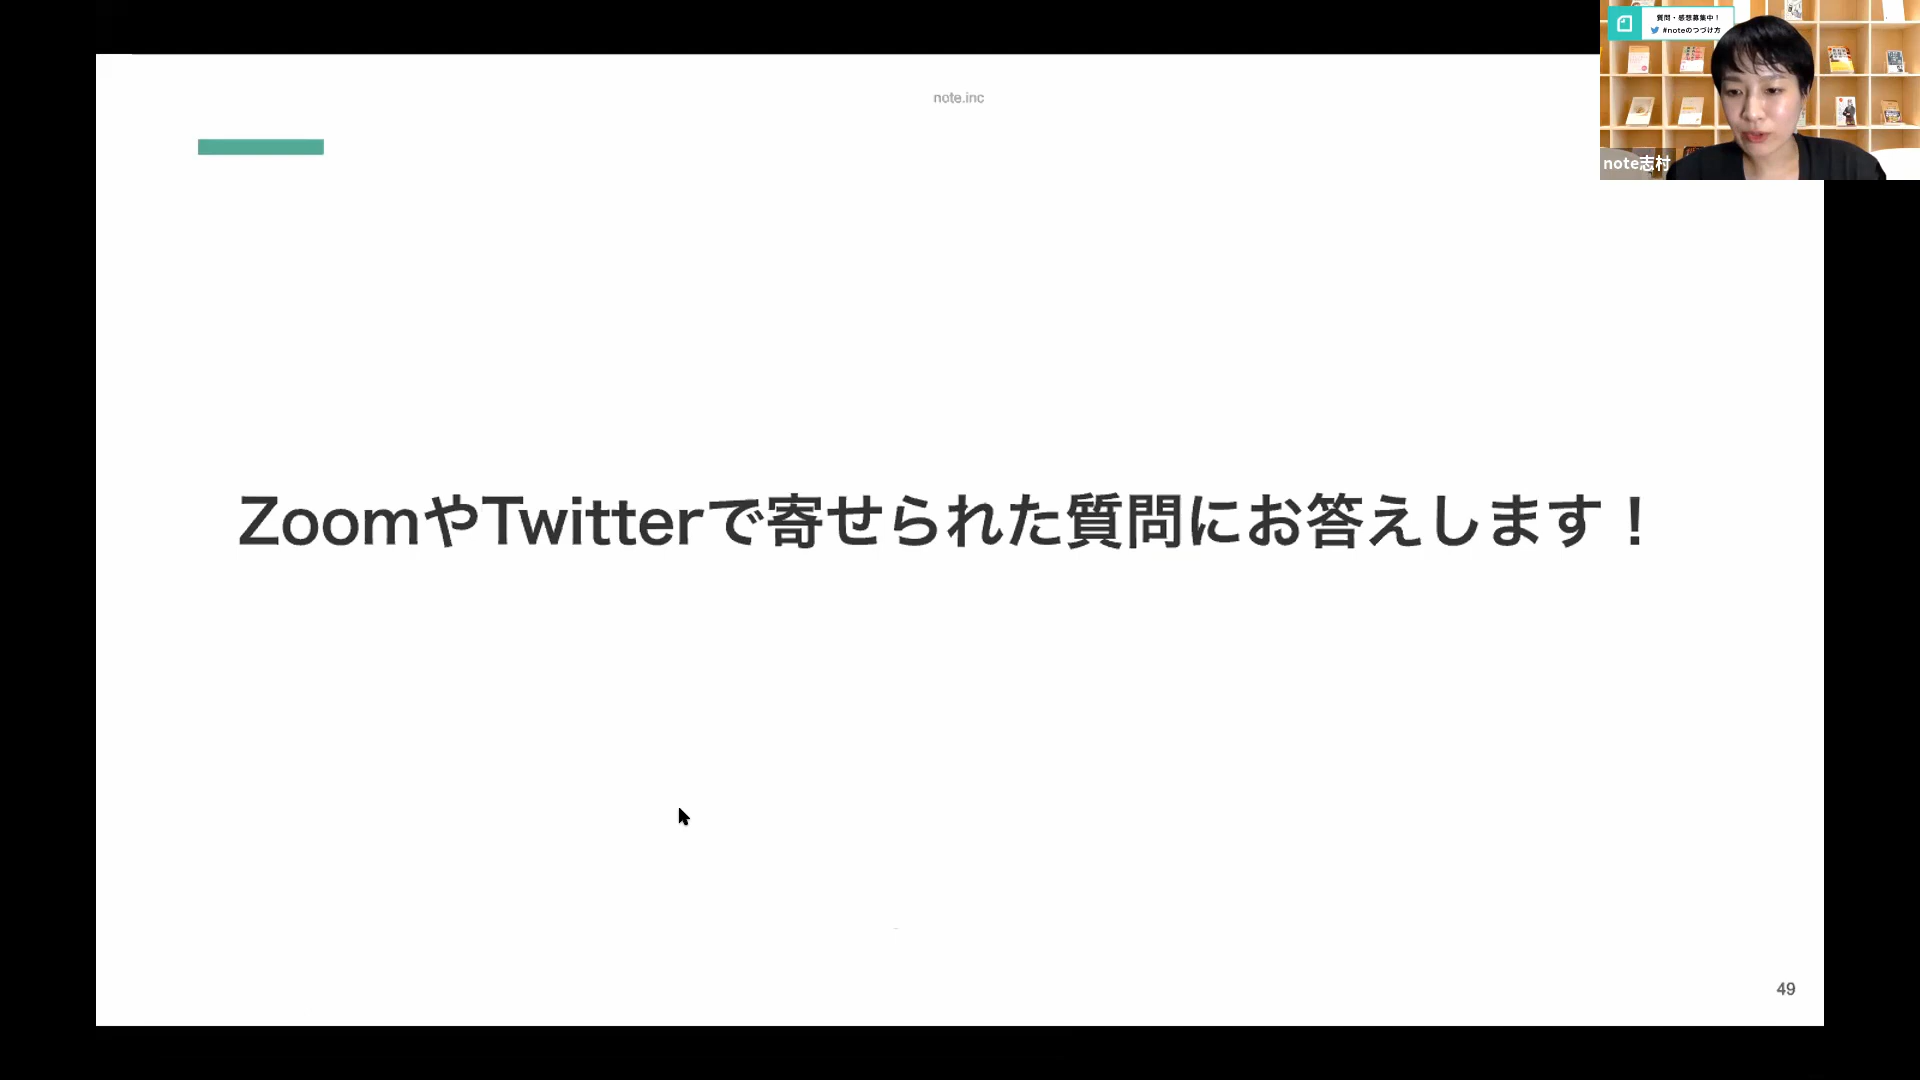 note.inc
質問・感想募集中！
#noteのつづけ方
note志村
ZoomやTwitterで寄せられた質問にお答えします！
49